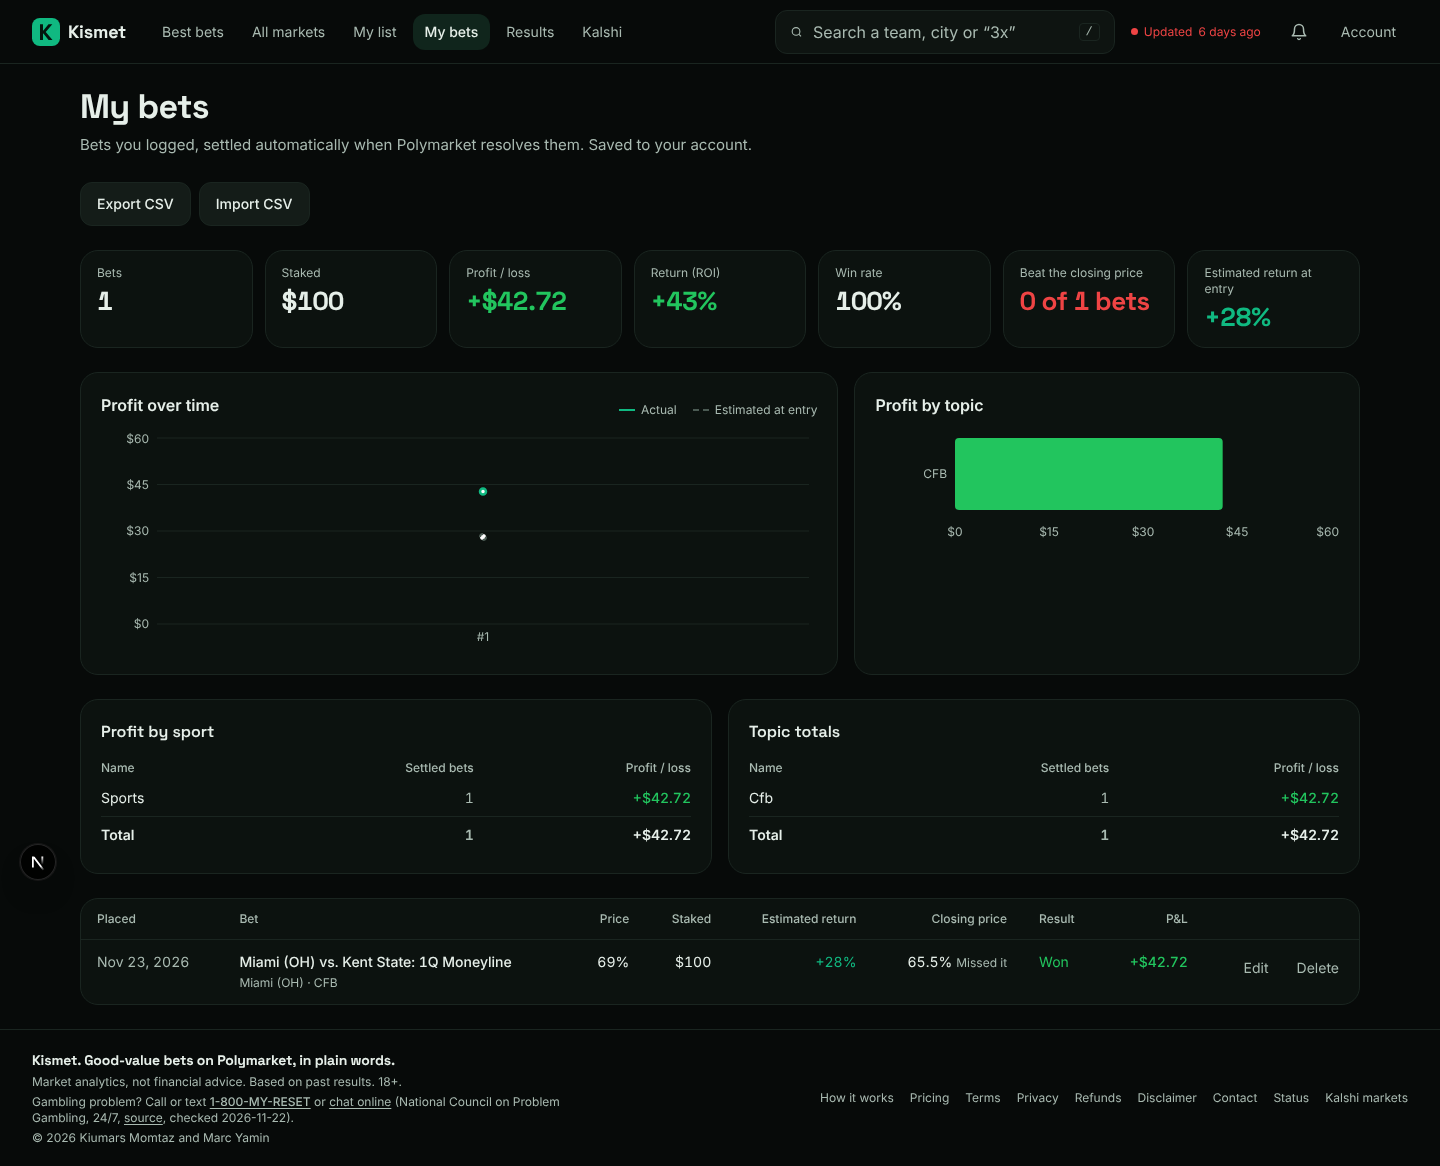 K Kismet
Best bets
All markets
My list
My bets
Results
Kalshi
Search a team, city or “3x”
/
Updated 6 days ago
Account
My bets
Bets you logged, settled automatically when Polymarket resolves them. Saved to your account.
Export CSV
Import CSV
Bets
1
Staked
$100
Profit / loss
+$42.72
Return (ROI)
+43%
Win rate
100%
Beat the closing price
0 of 1 bets
Estimated return at
entry
+28%
Profit over time
Actual
Estimated at entry
$60
$45
$30
$15
$0
#1
Profit by topic
CFB
$0 $15 $30 $45 $60
Profit by sport
Name Settled bets Profit / loss
Sports 1 +$42.72
Total 1 +$42.72
Topic totals
Name Settled bets Profit / loss
Cfb 1 +$42.72
Total 1 +$42.72
N
Placed Bet Price Staked Estimated return Closing price Result P&L
Nov 23, 2026 Miami (OH) vs. Kent State: 1Q Moneyline 69% $100 +28% 65.5% Missed it Won +$42.72 Edit Delete
Miami (OH) · CFB
Kismet. Good-value bets on Polymarket, in plain words.
Market analytics, not financial advice. Based on past results. 18+.
Gambling problem? Call or text 1-800-MY-RESET or chat online (National Council on Problem
Gambling, 24/7, source, checked 2026-11-22).
© 2026 Kiumars Momtaz and Marc Yamin
How it works Pricing Terms Privacy Refunds Disclaimer Contact Status Kalshi markets